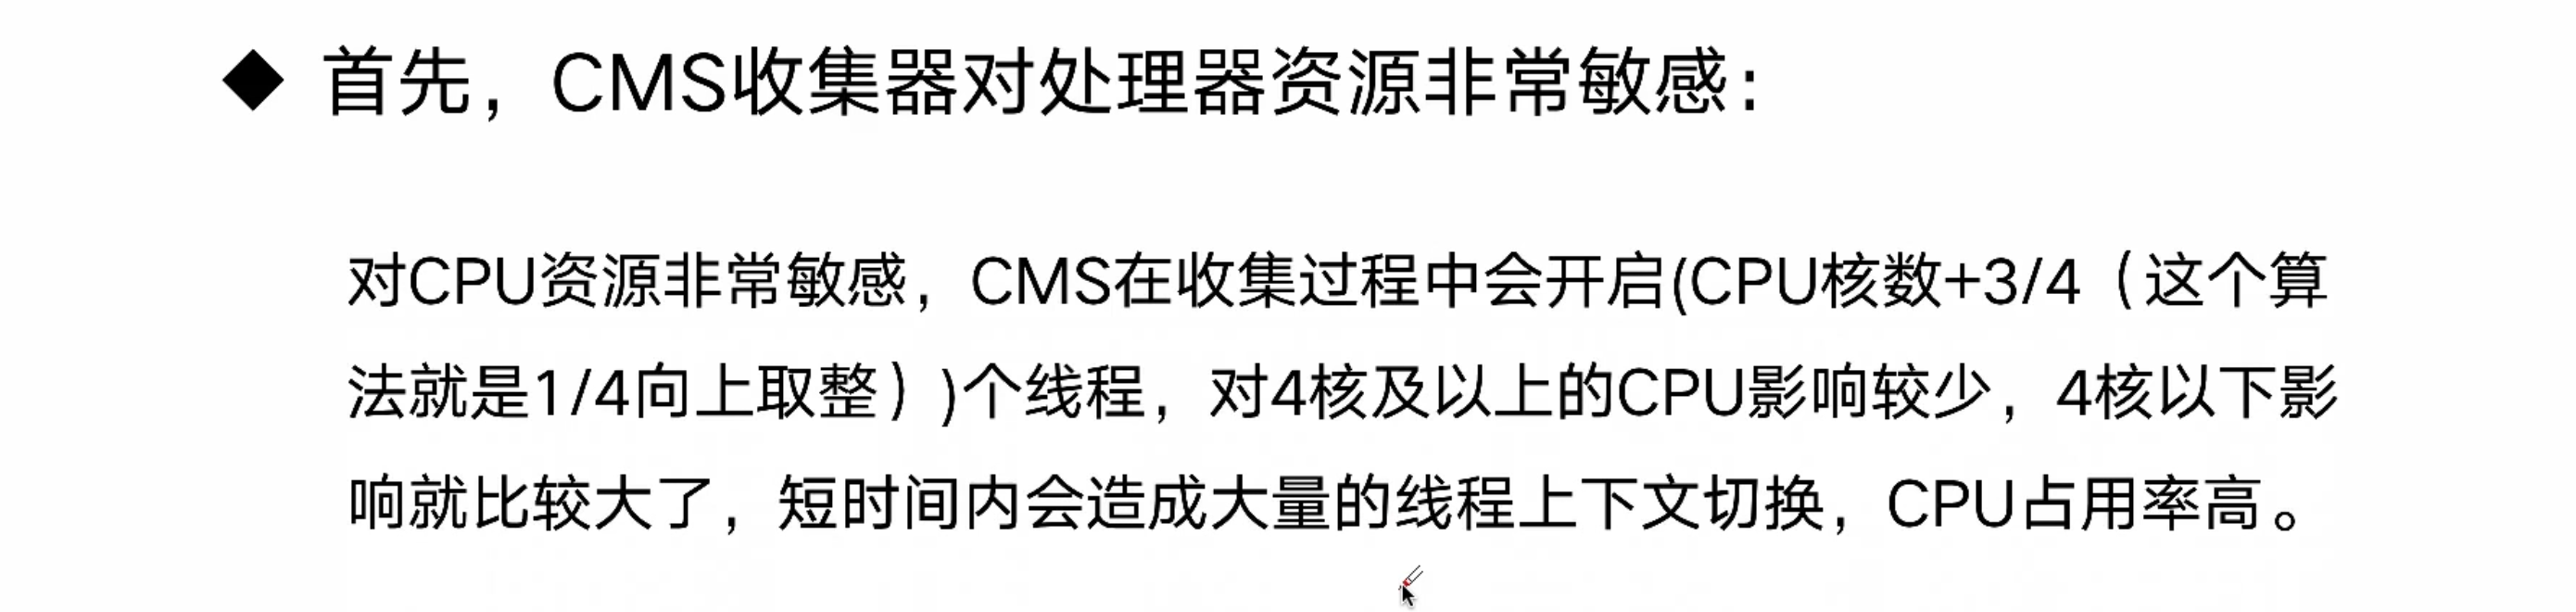 ◆ 首先，CMS收集器对处理器资源非常敏感：
对CPU资源非常敏感，CMS在收集过程中会开启(CPU核数+3/4（这个算
法就是1/4向上取整）)个线程，对4核及以上的CPU影响较少，4核以下影
响就比较大了，短时间内会造成大量的线程上下文切换，CPU占用率高。